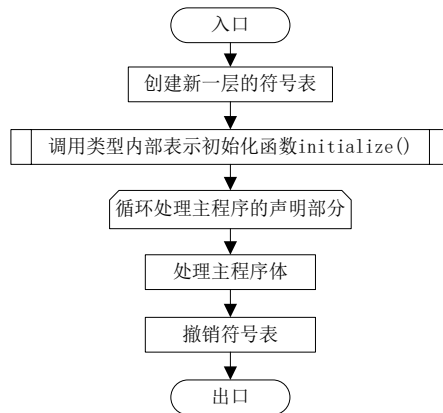 入口
创建新一层的符号表
调用类型内部表示初始化函数initialize()
循环处理主程序的声明部分
处理主程序体
撤销符号表
出口